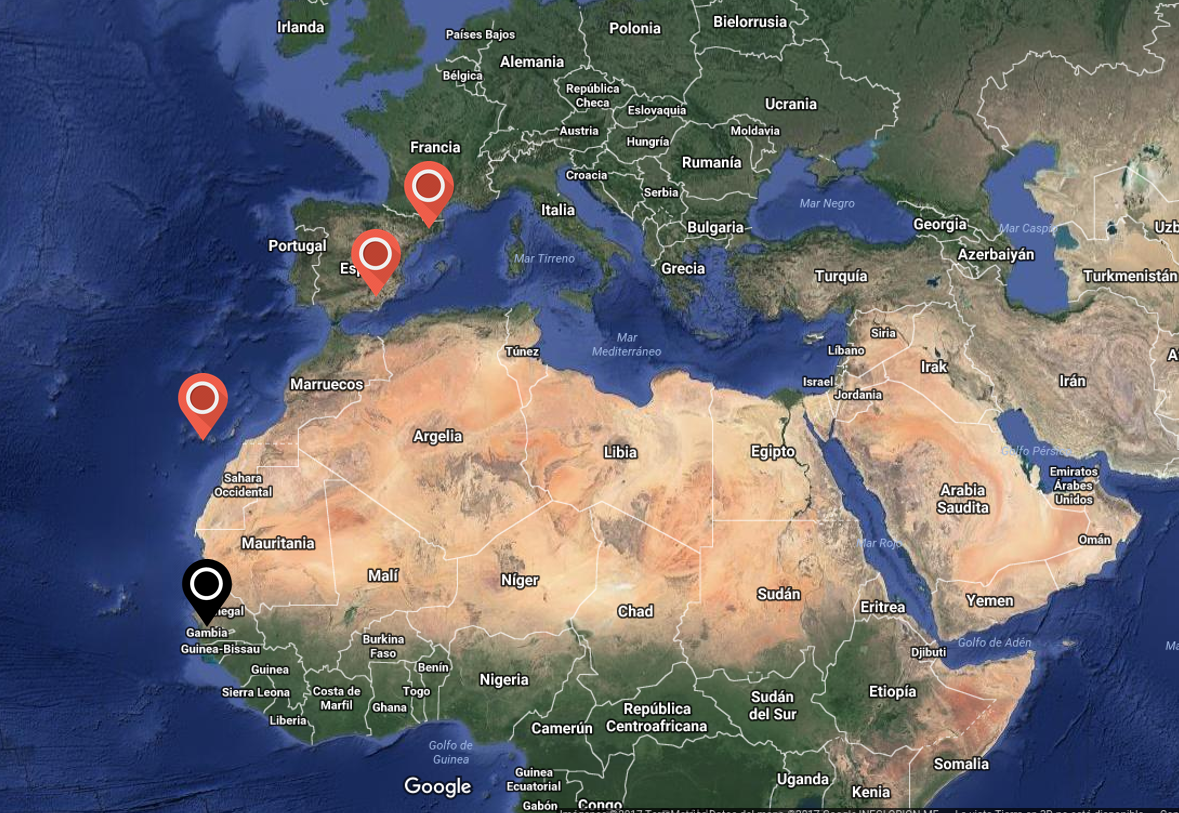 Irlanda
Países Bajos
Polonia
Bielorrusia
Alemania
Bélgica
República
Checa
Eslovaquia
Ucrania
Austria
Hungría
Moldavia
Francia
Rumanía
Croacia
Serbia
Italia
Mar Negro
Bulgaria
Georgia
Mar Caspi
Uzb
Portugal
Esp
Mar Tirreno
Grecia
Azerbaiyán
Turquía
Turkmenistán
Mar
Mediterráneo
Siria
Túnez
Líbano
Irak
Marruecos
Israel
Jordania
Irán
Argelia
Libia
Egipto
Golfo Pérsi
Sahara
Occidental
Emiratos
Árabes
Unidos
Arabia
Saudita
Mauritania
Mar Rojo
Omán
Malí
Níger
Chad
Sudán
Eritrea
Yemen
negal
Gambia
Guinea-Bissau
Burkina
Faso
Golfo de Adén
Djibuti
Guinea
Benín
Nigeria
Sierra Leona
Costa de
Marfil
Togo
Ghana
Liberia
Etiopía
Sudán
del Sur
República
Centroafricana
Camerún
Golfo de
Guinea
Somalia
Google
Guinea
Ecuatorial
Uganda
Kenia
Gabón
Congo